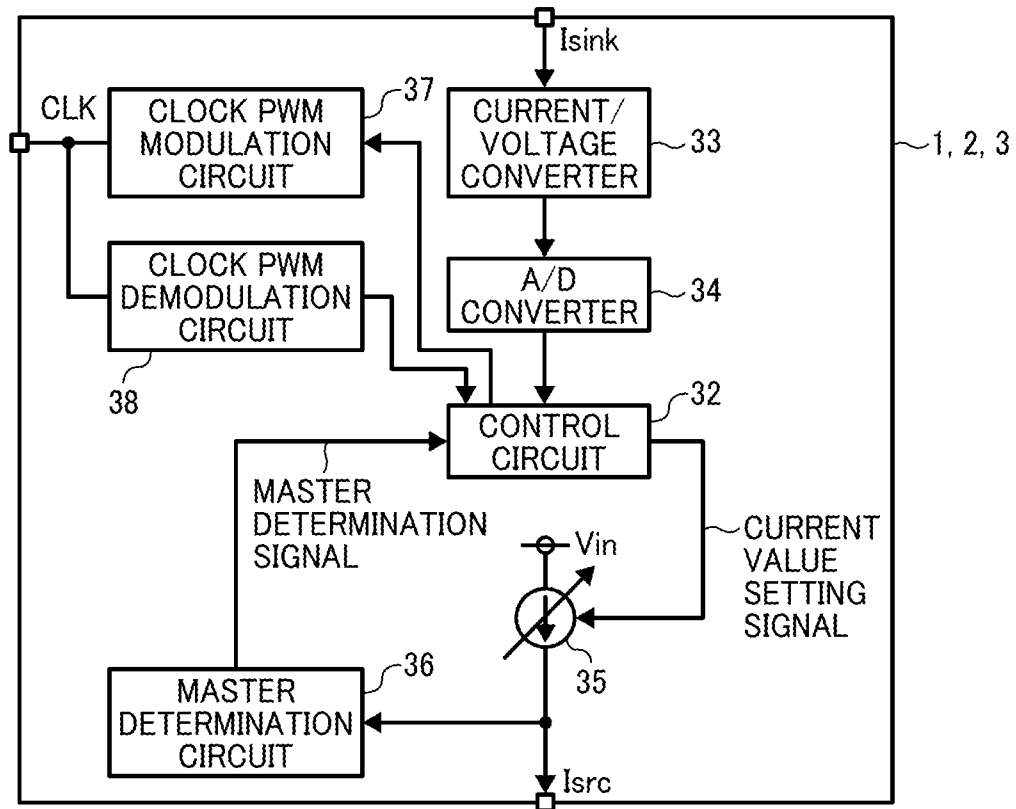 Isink
CLK
CLOCK PWM
MODULATION
CIRCUIT
37
CURRENT/
VOLTAGE
CONVERTER
33
1, 2, 3
CLOCK PWM
DEMODULATION
CIRCUIT
38
A/D
CONVERTER
34
CONTROL
CIRCUIT
32
MASTER
DETERMINATION
SIGNAL
Vin
CURRENT
VALUE
SETTING
SIGNAL
35
MASTER
DETERMINATION
CIRCUIT
36
Isrc